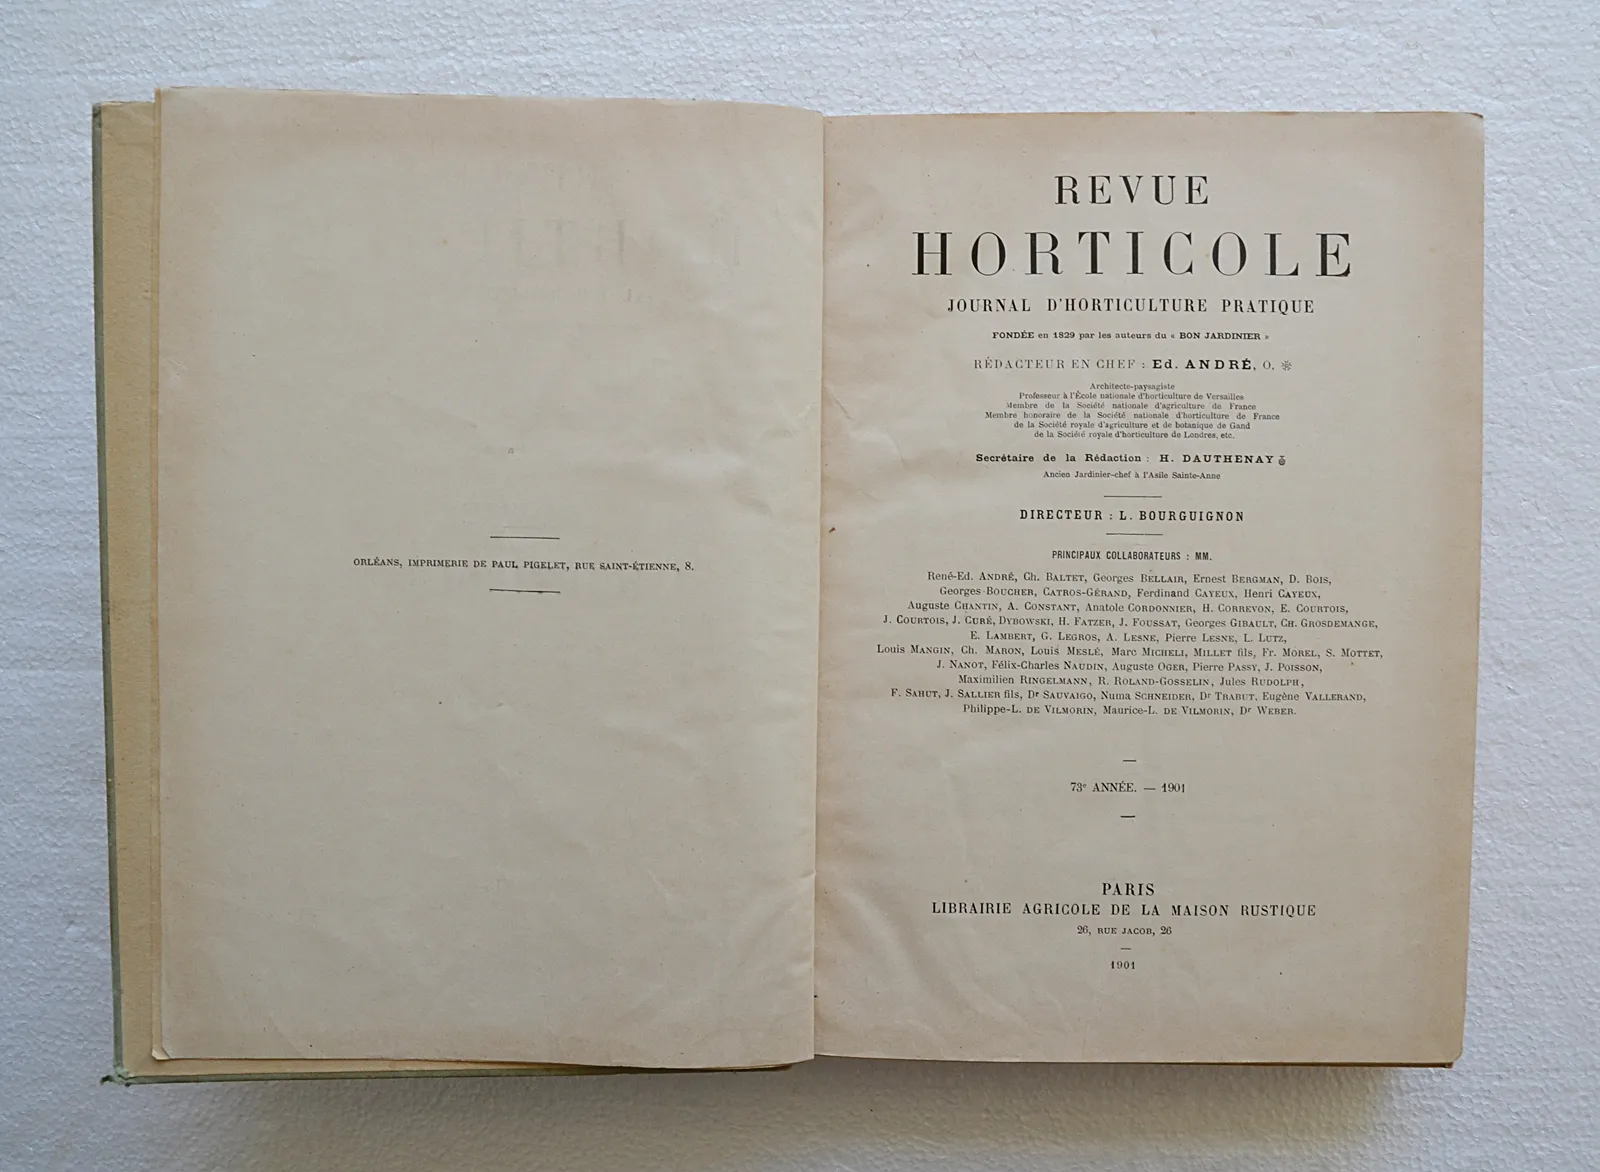 ORLÉANS, IMPRIMERIE DE PAUL PIGELET, RUE SAINT-ÉTIENNE, 8.
REVUE
HORTICOLE
JOURNAL D'HORTICULTURE PRATIQUE
FONDÉE en 1829 par les auteurs du « BON JARDINIER »
RÉDACTEUR EN CHEF : Ed. ANDRÉ, O. ❋
Architecte-paysagiste
Professeur à l'École nationale d'horticulture de Versailles
Membre de la Société nationale d'agriculture de France
Membre honoraire de la Société nationale d'horticulture de France
de la Société royale d'agriculture et de botanique de Gand
de la Société royale d'horticulture de Londres, etc.
Secrétaire de la Rédaction : H. DAUTHENAY
Ancien Jardinier-chef à l'Asile Sainte-Anne
DIRECTEUR : L. BOURGUIGNON
PRINCIPAUX COLLABORATEURS : MM.
René-Ed. ANDRÉ, Ch. BALTET, Georges BELLAIR, Ernest BERGMAN, D. BOIS,
Georges BOUCHER, CATROS-GÉRAND, Ferdinand CAYEUX, Henri CAYEUX,
Auguste CHANTIN, A. CONSTANT, Anatole CORDONNIER, H. CORREVON, E. COURTOIS,
J. COURTOIS, J. CURÉ, DYBOWSKI, H. FATZER, J. FOUSSAT, Georges GIBAULT, CH. GROSDEMANGE,
E. LAMBERT, G. LEGROS, A. LESNE, Pierre LESNE, L. LUTZ,
Louis MANGIN, Ch. MARON, Louis MESLÉ, Marc MICHELI, MILLET fils, Fr. MOREL, S. MOTTET,
J. NANOT, Félix-Charles NAUDIN, Auguste OGER, Pierre PASSY, J. POISSON,
Maximilien RINGELMANN, R. ROLAND-GOSSELIN, Jules RUDOLPH,
F. SAHUT, J. SALLIER fils, Dr SAUVAIGO, Numa SCHNEIDER, Dr TRABUT, Eugène VALLERAND,
Philippe-L. DE VILMORIN, Maurice-L. DE VILMORIN, Dr WEBER.
73e ANNÉE. — 1901
PARIS
LIBRAIRIE AGRICOLE DE LA MAISON RUSTIQUE
26, RUE JACOB, 26
1901